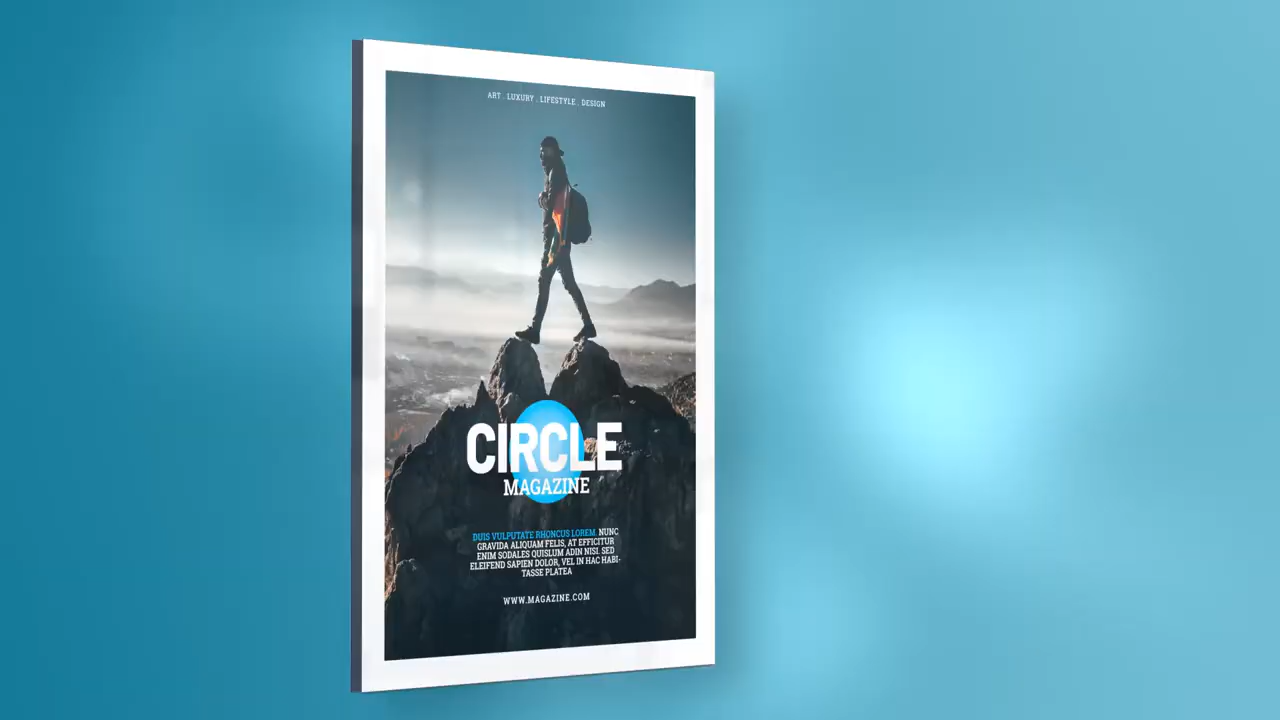 ART . LUXURY . LIFESTYLE . DESIGN
CIRCLE
MAGAZINE
DUIS VULPUTATE RHONCUS LOREM. NUNC
GRAVIDA ALIQUAM FELIS, AT EFFICITUR
ENIM SODALES QUISLUM ADIN NISI. SED
ELEIFEND SAPIEN DOLOR, VEL IN HAC HABI-
TASSE PLATEA
WWW.MAGAZINE.COM